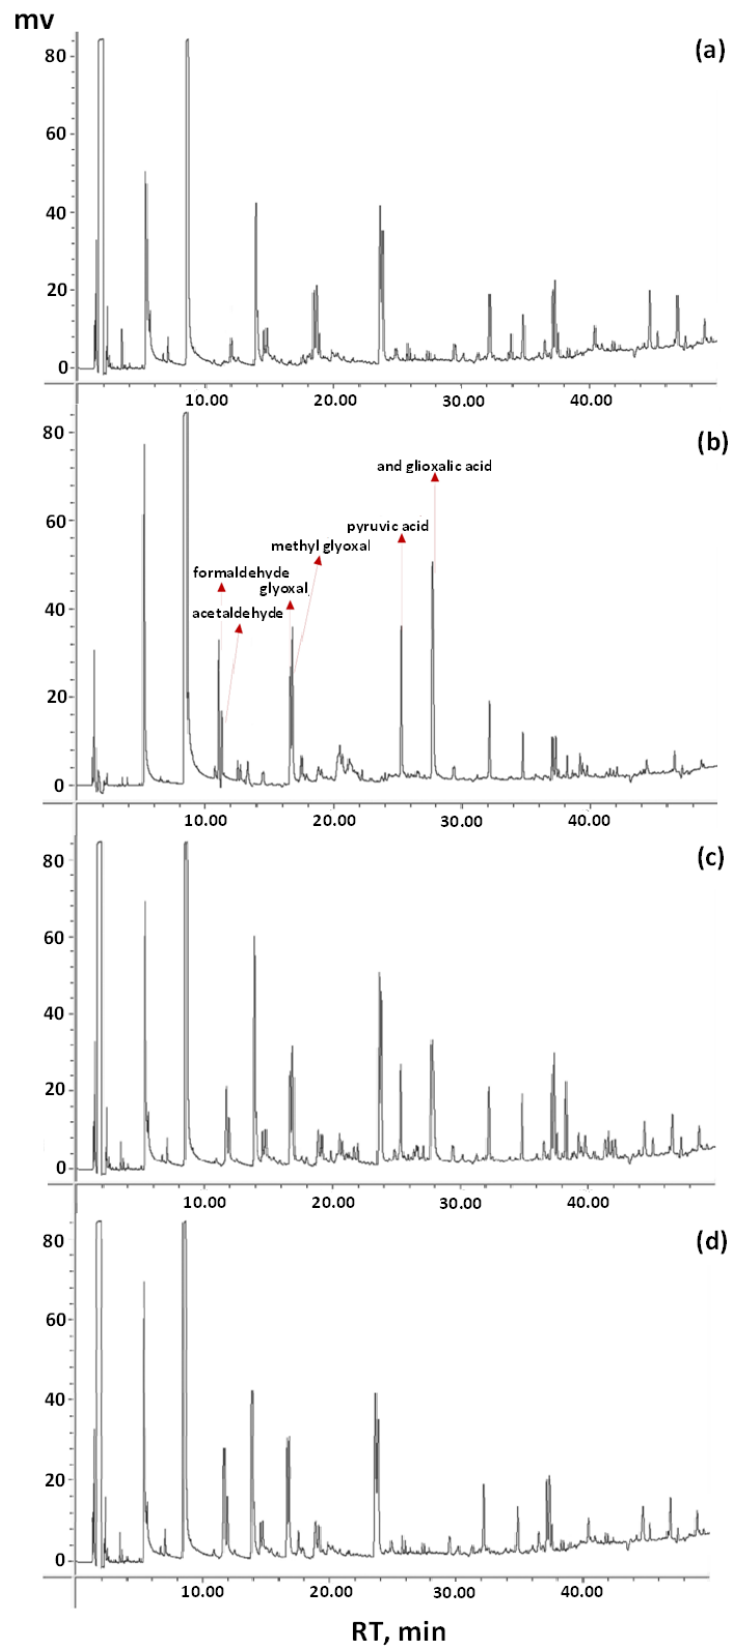 mv
(a)
80
60
40
20
0
10.00 20.00 30.00 40.00
(b)
80
and glioxalic acid
60
pyruvic acid
methyl glyoxal
formaldehyde
glyoxal
40
acetaldehyde
20
0
10.00 20.00 30.00 40.00
(c)
80
60
40
20
0
10.00 20.00 30.00 40.00
(d)
80
60
40
20
0
10.00 20.00 30.00 40.00
RT, min